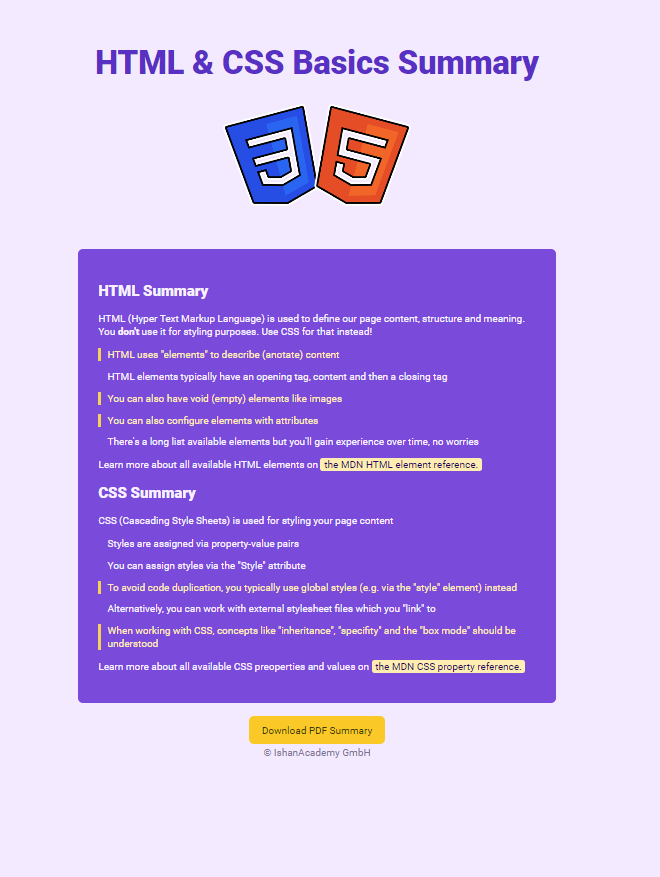 HTML & CSS Basics Summary
HTML Summary
HTML (Hyper Text Markup Language) is used to define our page content, structure and meaning.
You don't use it for styling purposes. Use CSS for that instead!
HTML uses "elements" to describe (anotate) content
HTML elements typically have an opening tag, content and then a closing tag
You can also have void (empty) elements like images
You can also configure elements with attributes
There's a long list available elements but you'll gain experience over time, no worries
Learn more about all available HTML elements on the MDN HTML element reference.
CSS Summary
CSS (Cascading Style Sheets) is used for styling your page content
Styles are assigned via property-value pairs
You can assign styles via the "Style" attribute
To avoid code duplication, you typically use global styles (e.g. via the "style" element) instead
Alternatively, you can work with external stylesheet files which you "link" to
When working with CSS, concepts like "inheritance", "specifity" and the "box mode" should be
understood
Learn more about all available CSS preoperties and values on the MDN CSS property reference.
Download PDF Summary
© IshanAcademy GmbH